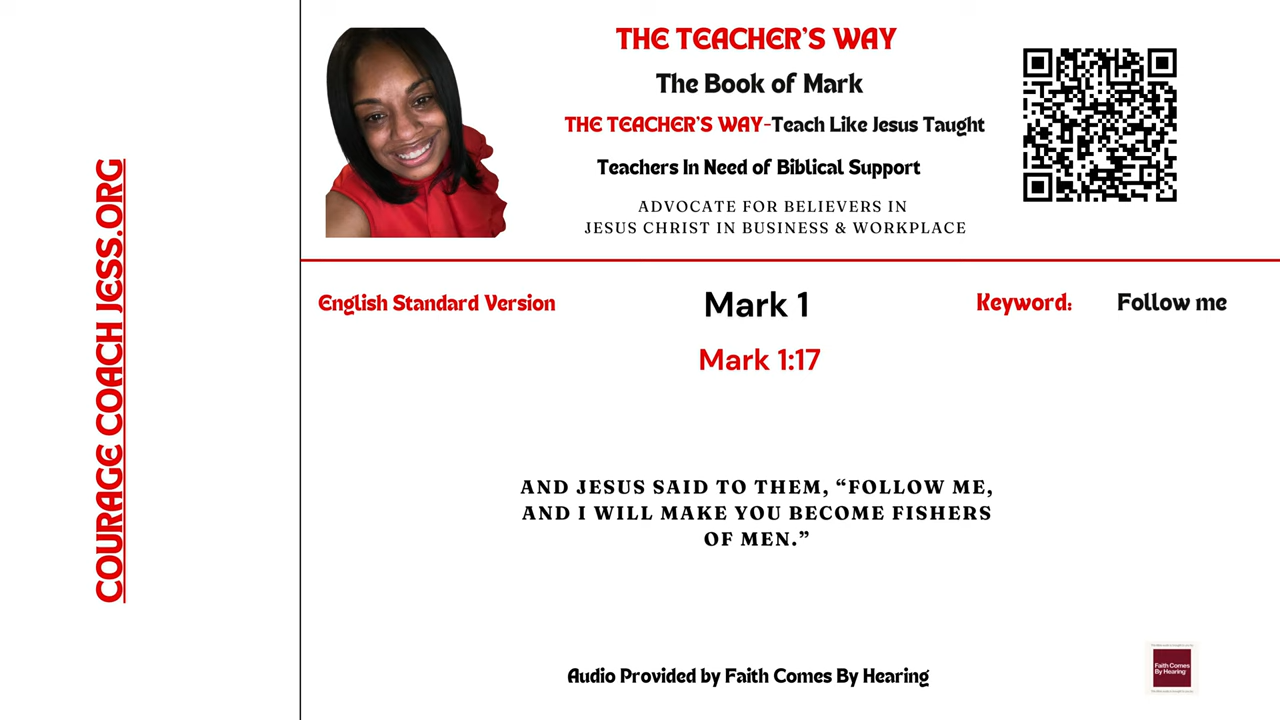 COURAGE COACH JESS.ORG
THE TEACHER'S WAY
The Book of Mark
THE TEACHER'S WAY-Teach Like Jesus Taught
Teachers In Need of Biblical Support
ADVOCATE FOR BELIEVERS IN
JESUS CHRIST IN BUSINESS & WORKPLACE
English Standard Version
Mark 1
Keyword: Follow me
Mark 1:17
AND JESUS SAID TO THEM, “FOLLOW ME,
AND I WILL MAKE YOU BECOME FISHERS
OF MEN.”
Audio Provided by Faith Comes By Hearing
Faith Comes
By Hearing